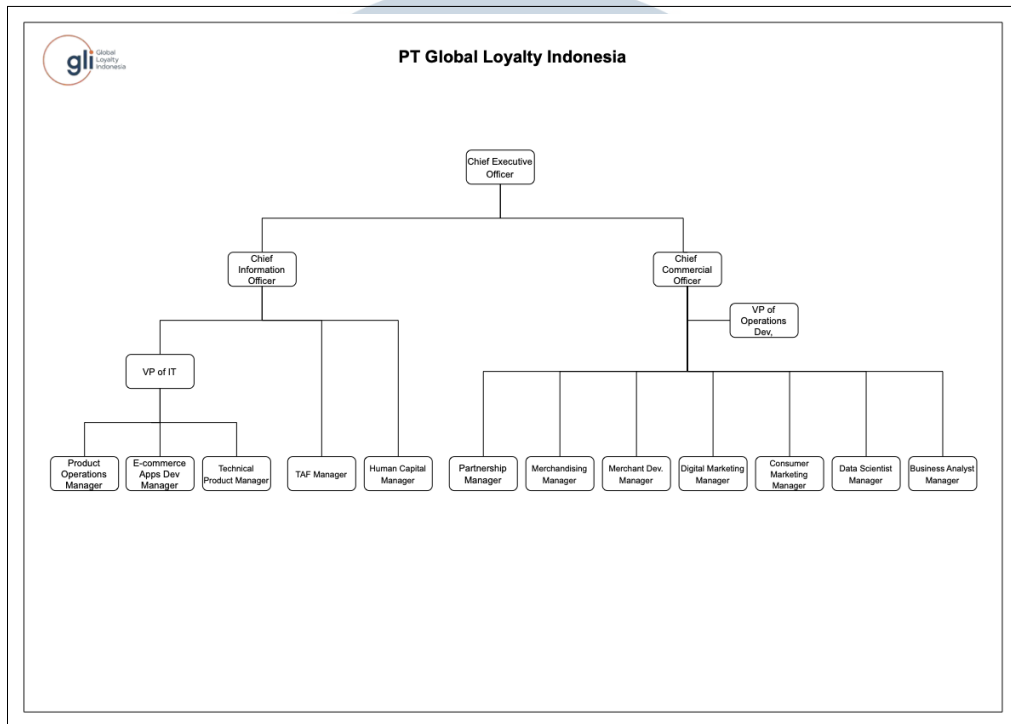 gli Global
Loyalty
Indonesia
PT Global Loyalty Indonesia
Chief Executive
Officer
Chief
Information
Officer
Chief
Commercial
Officer
VP of
Operations
Dev,
VP of IT
Product
Operations
Manager
E-commerce
Apps Dev
Manager
Technical
Product Manager
TAF Manager
Human Capital
Manager
Partnership
Manager
Merchandising
Manager
Merchant Dev.
Manager
Digital Marketing
Manager
Consumer
Marketing
Manager
Data Scientist
Manager
Business Analyst
Manager